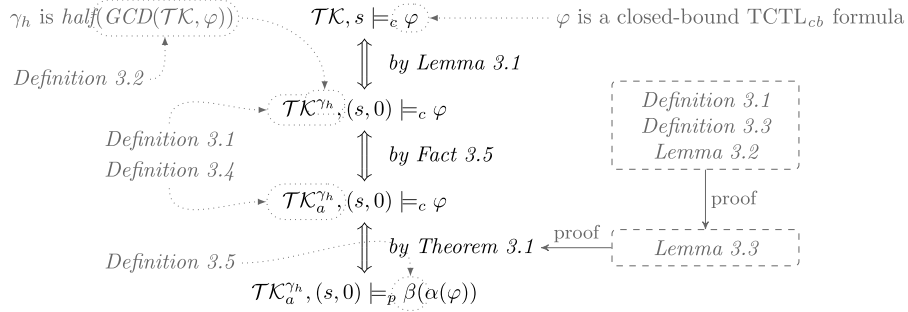 γ_h is half(GCD(𝒯𝒦, φ))
𝒯𝒦, s ⊨_c φ
φ is a closed-bound TCTL_cb formula
by Lemma 3.1
Definition 3.2
𝒯𝒦^γ_h, (s, 0) ⊨_c φ
Definition 3.1
Definition 3.3
Lemma 3.2
Definition 3.1
Definition 3.4
by Fact 3.5
proof
𝒯𝒦_a^γ_h, (s, 0) ⊨_c φ
Definition 3.5
by Theorem 3.1
proof
Lemma 3.3
𝒯𝒦_a^γ_h, (s, 0) ⊨_p β(α(φ))